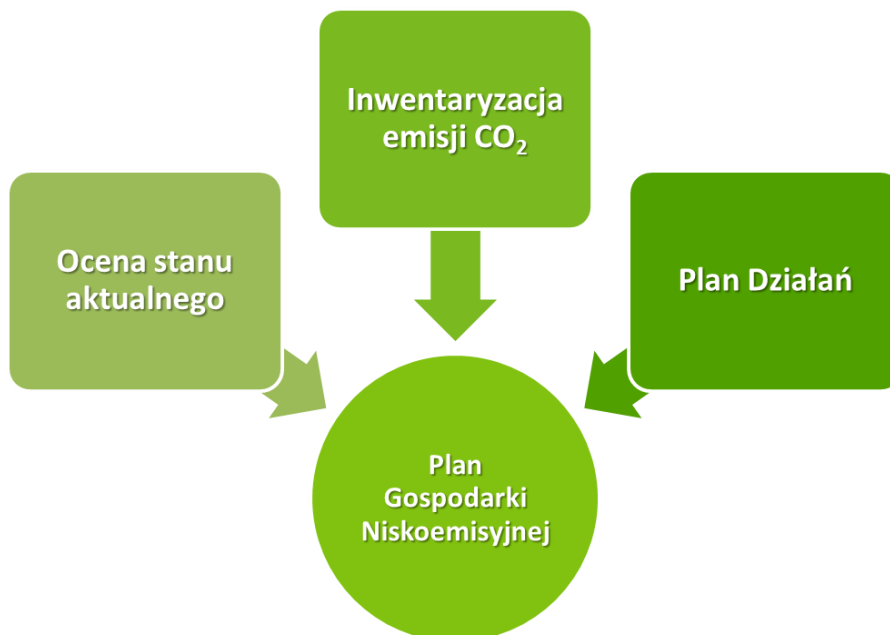 Inwentaryzacja
emisji CO₂
Ocena stanu
aktualnego
Plan Działań
Plan
Gospodarki
Niskoemisyjnej